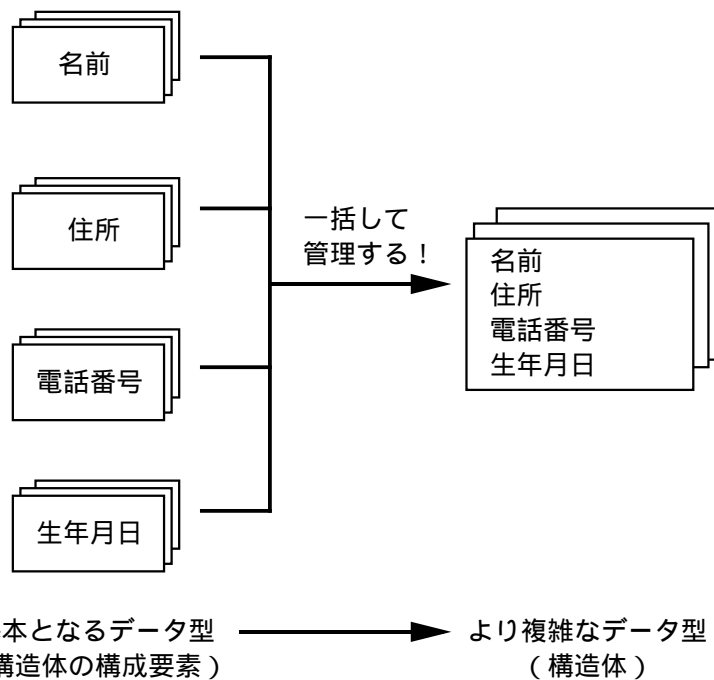 名前
住所
電話番号
生年月日
一括して
管理する！
名前
住所
電話番号
生年月日
本となるデータ型
構造体の構成要素）
より複雑なデータ型
（構造体）